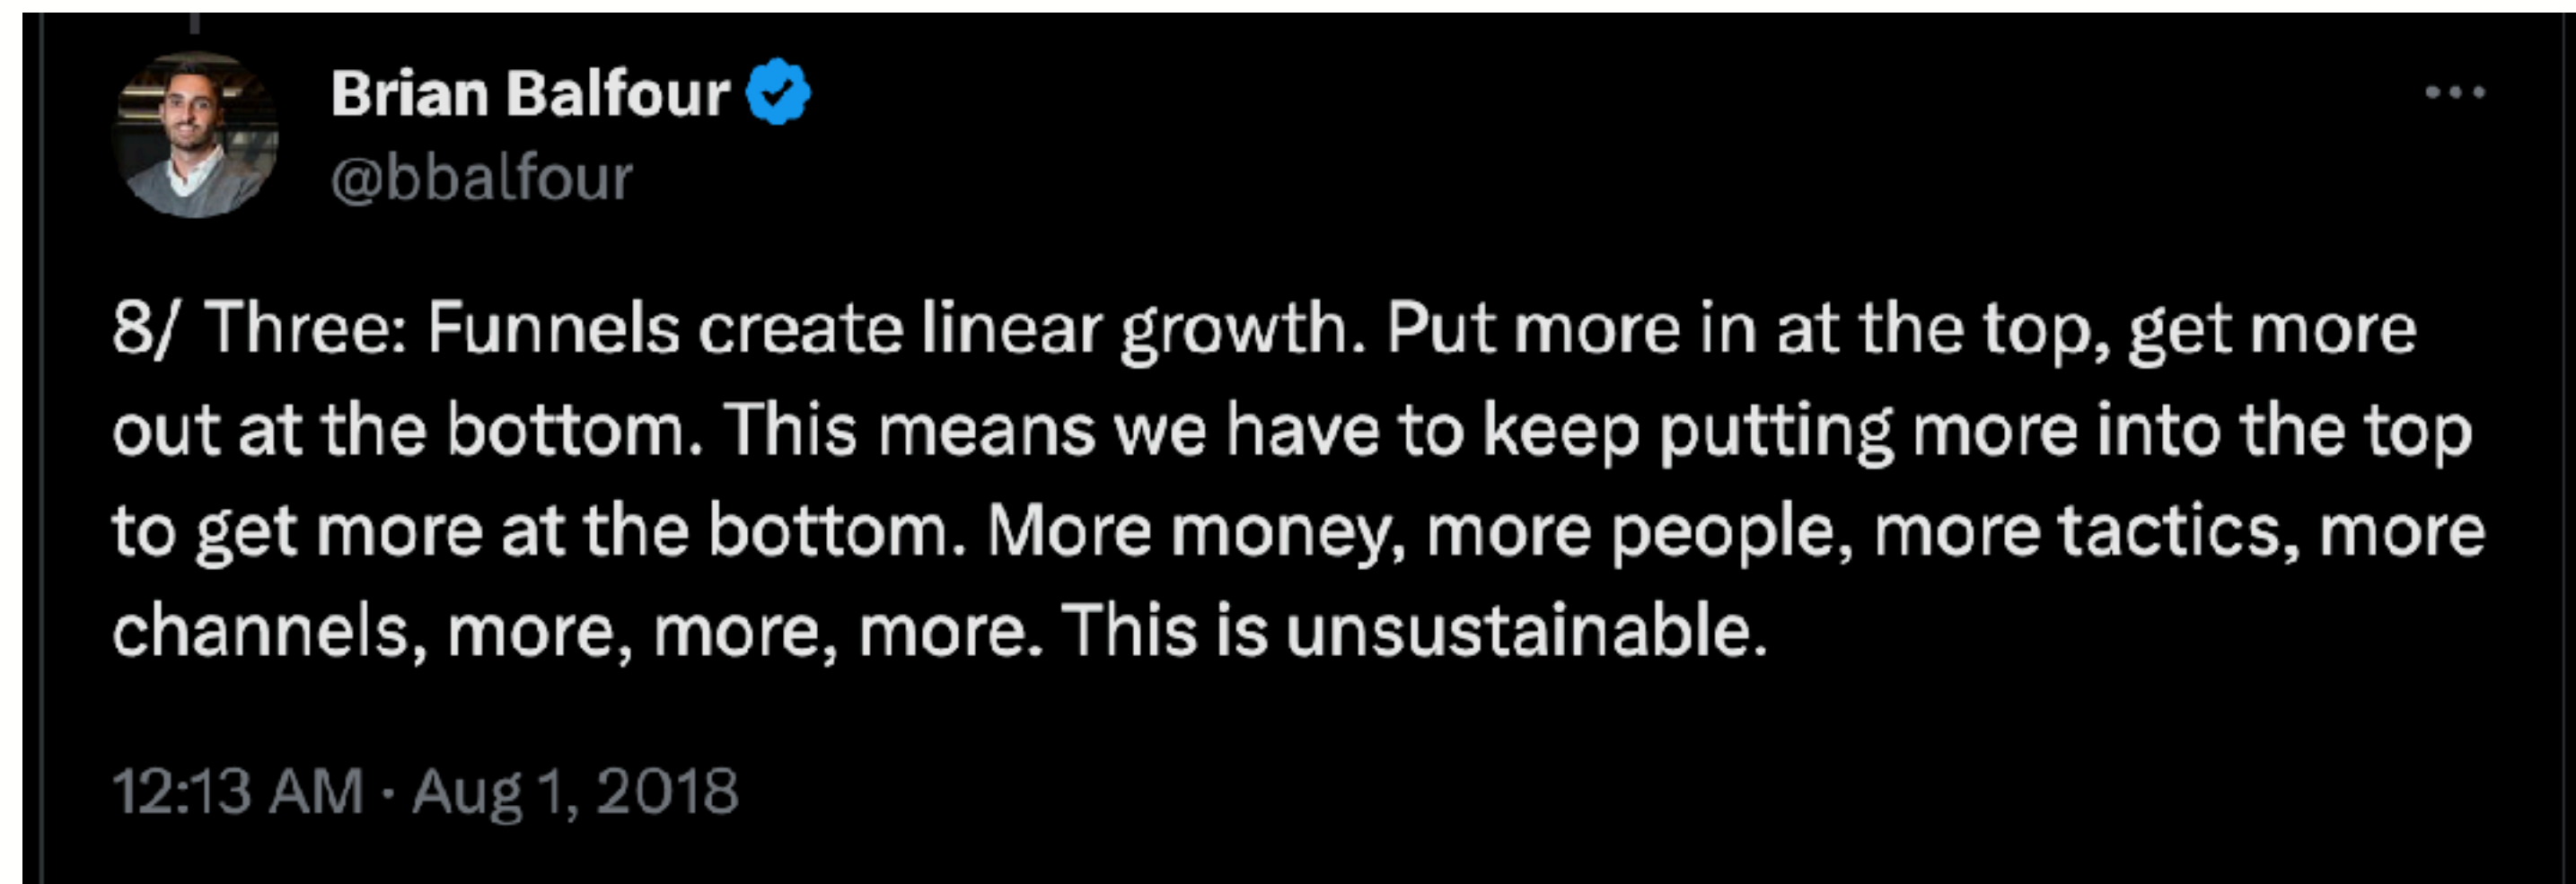 Brian Balfour
@bbalfour
8/ Three: Funnels create linear growth. Put more in at the top, get more
out at the bottom. This means we have to keep putting more into the top
to get more at the bottom. More money, more people, more tactics, more
channels, more, more, more. This is unsustainable.
12:13 AM · Aug 1, 2018